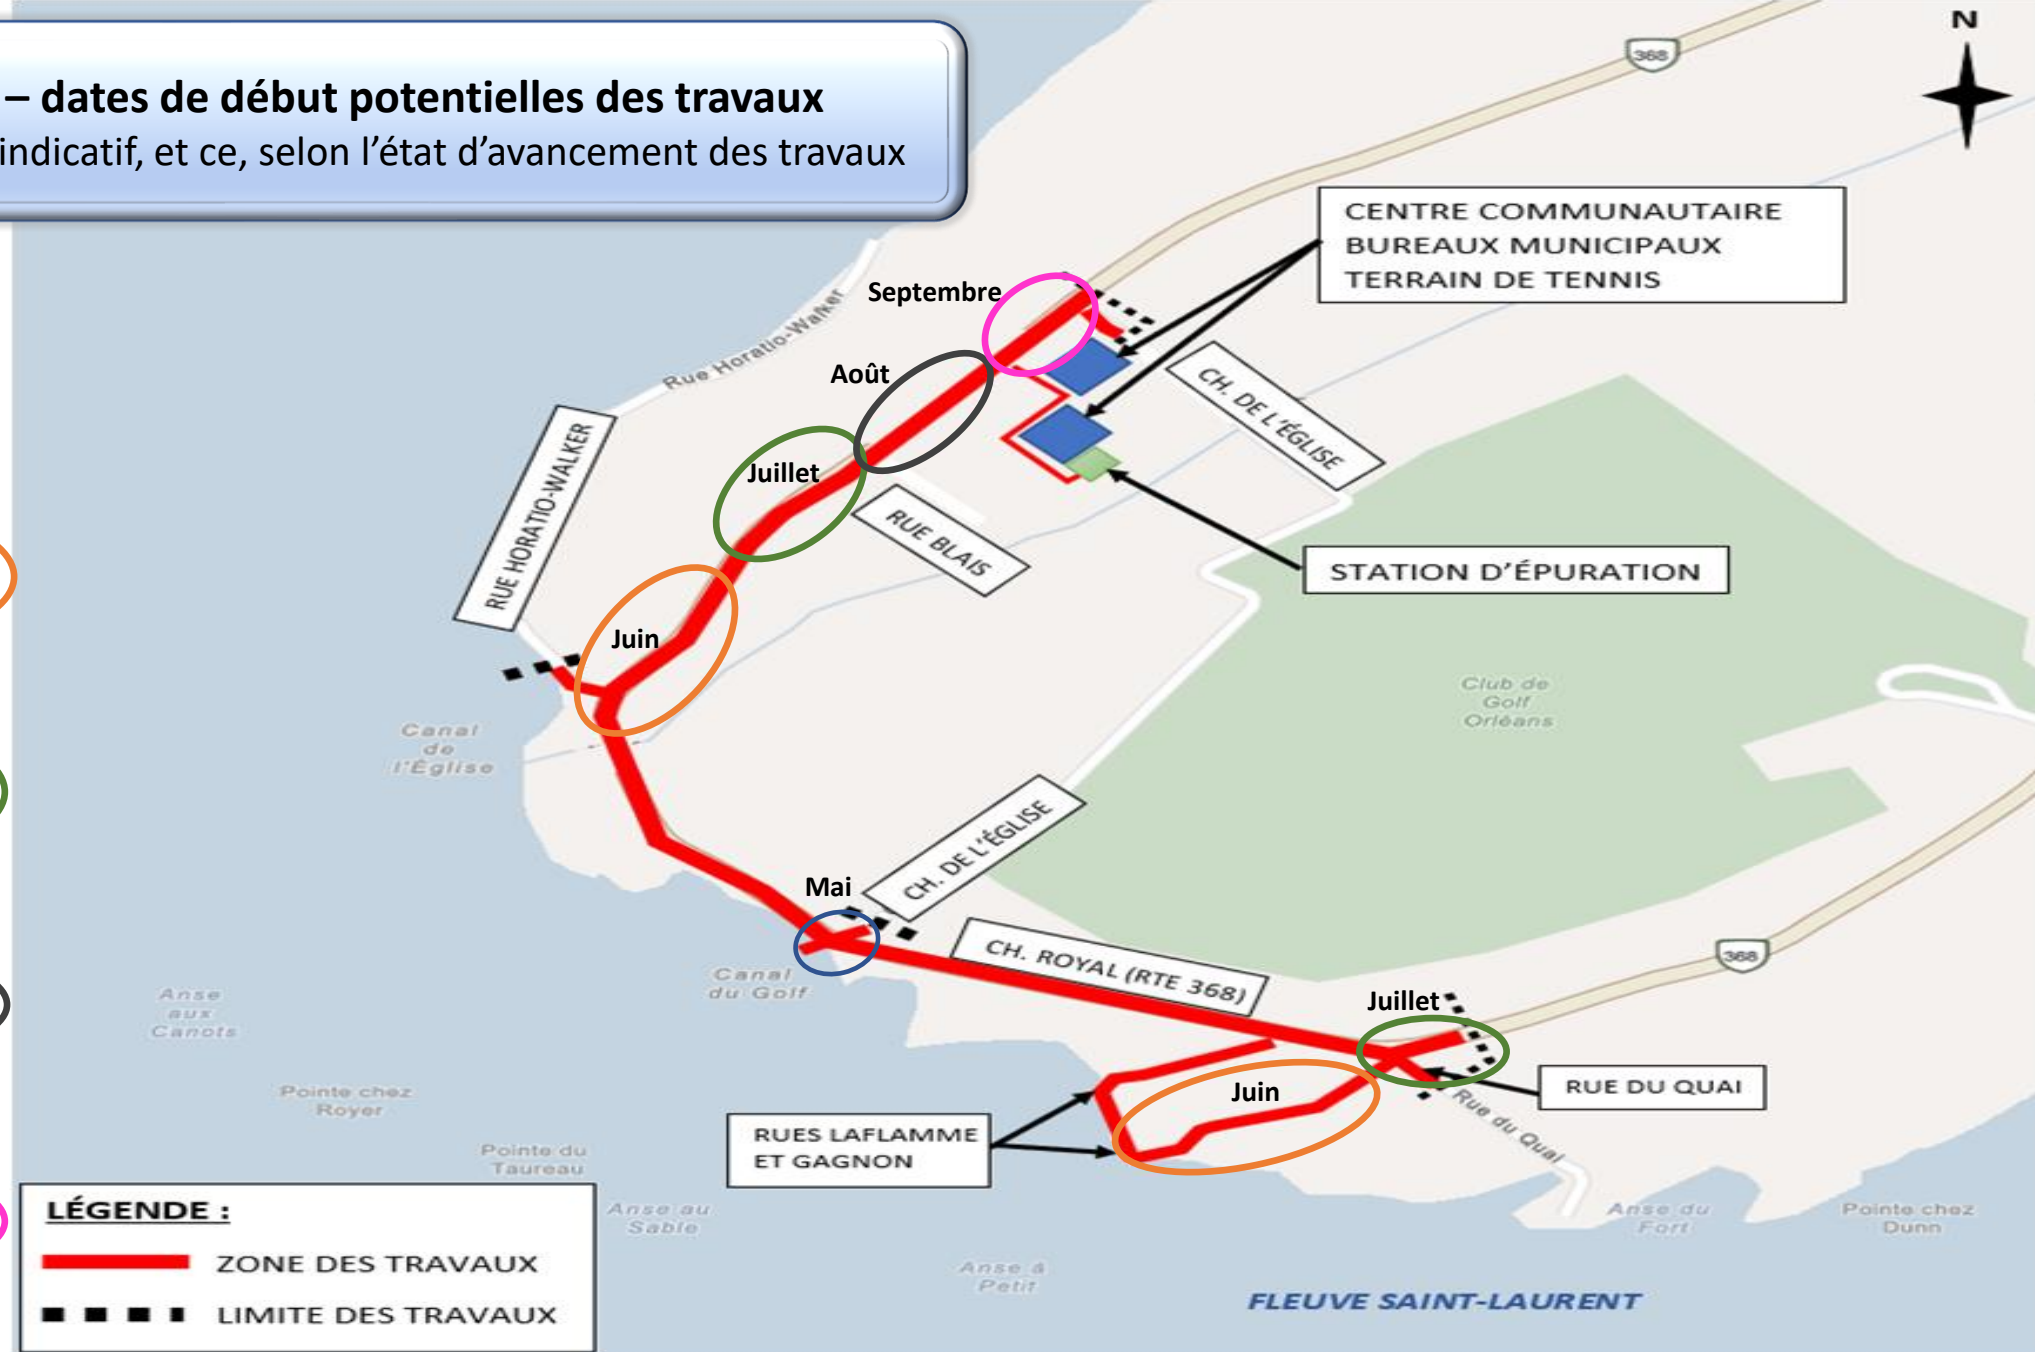 – dates de début potentielles des travaux
indicatif, et ce, selon l'état d'avancement des travaux
N
368
CENTRE COMMUNAUTAIRE
BUREAUX MUNICIPAUX
TERRAIN DE TENNIS
Septembre
Rue Horatio-Walker
Août
CH. DE L'ÉGLISE
RUE HORATIO-WALKER
Juillet
RUE BLAIS
STATION D'ÉPURATION
Juin
Club de
Golf
Orléans
Canal
de
l'Église
CH. DE L'ÉGLISE
Mai
CH. ROYAL (RTE 368)
368
Canal
du Golf
Anse
aux
Canots
Juillet
Pointe chez
Royer
Juin
RUE DU QUAI
Rue du Quai
RUES LAFLAMME
ET GAGNON
Pointe du
Taureau
Anse au
Sable
Anse du
Fort
Pointe chez
Dunn
Anse à
Petit
FLEUVE SAINT-LAURENT
LÉGENDE :
ZONE DES TRAVAUX
LIMITE DES TRAVAUX